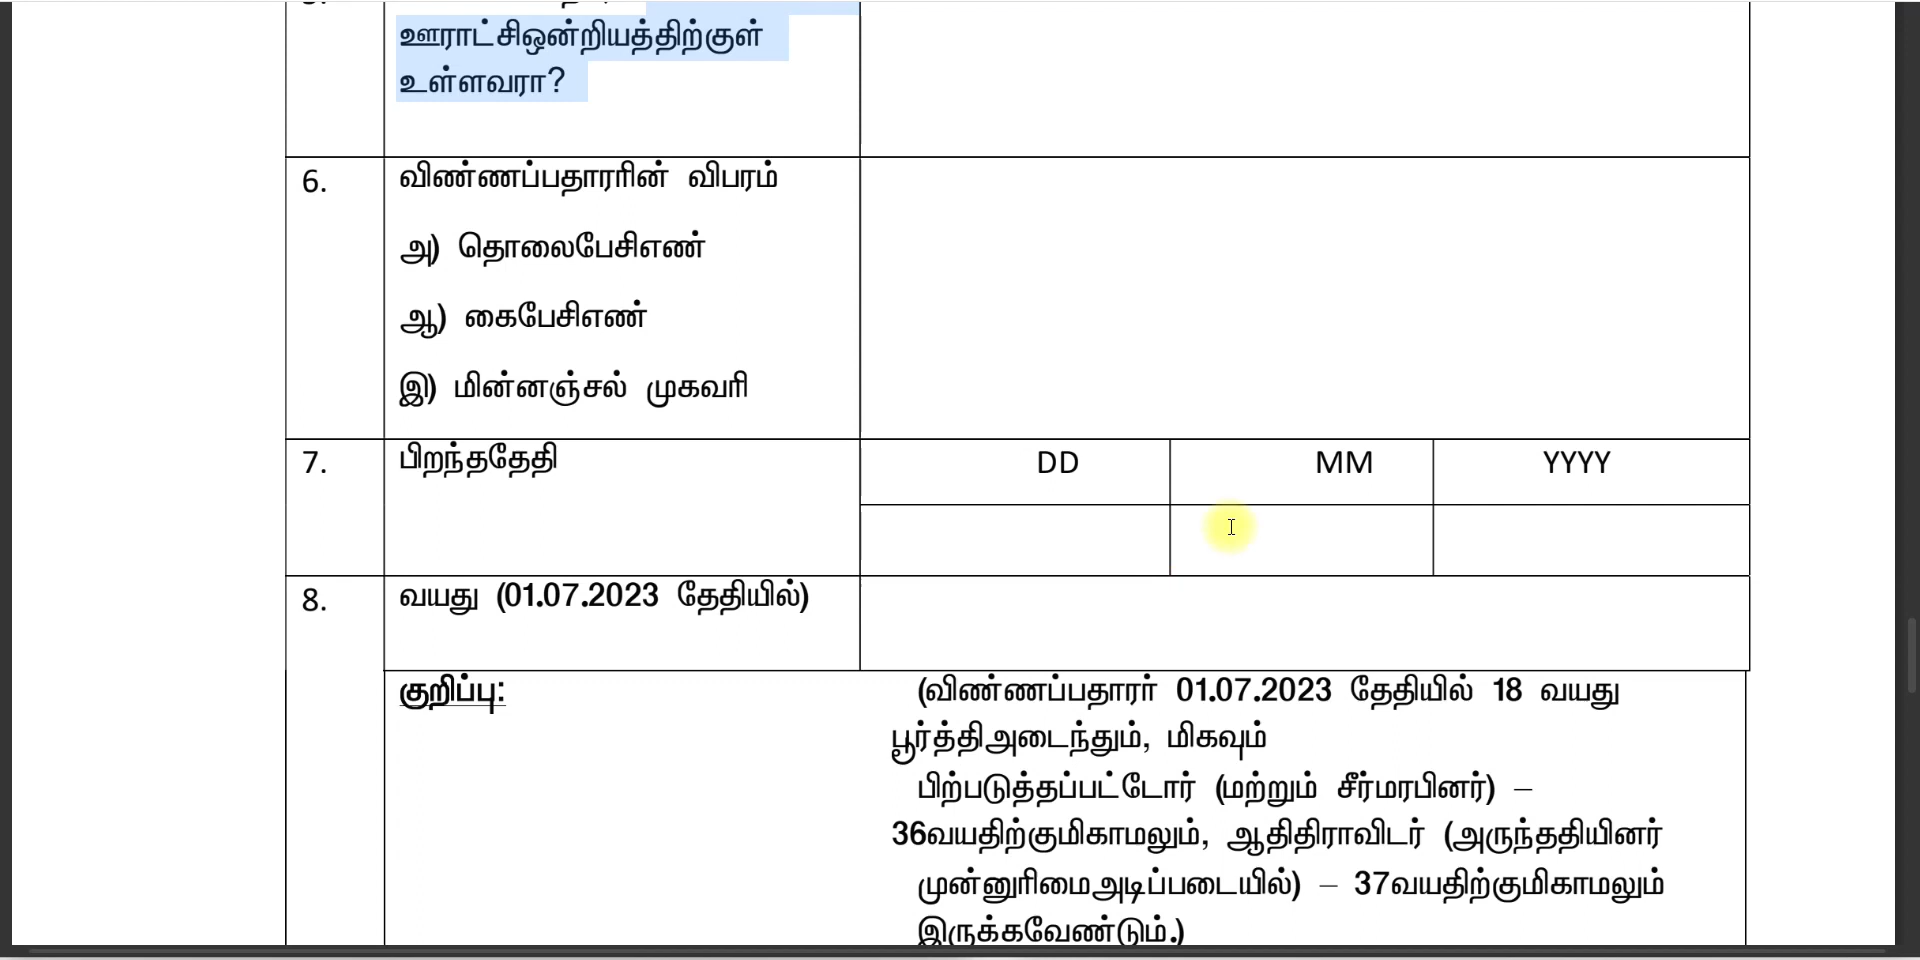 ஊராட்சிஒன்றியத்திற்குள்
உள்ளவரா?
6. விண்ணப்பதாரரின் விபரம்
அ) தொலைபேசிஎண்
ஆ) கைபேசிஎண்
இ) மின்னஞ்சல் முகவரி
7. பிறந்ததேதி DD MM YYYY
8. வயது (01.07.2023 தேதியில்)
குறிப்பு: (விண்ணப்பதாரர் 01.07.2023 தேதியில் 18 வயது
பூர்த்திஅடைந்தும், மிகவும்
பிற்படுத்தப்பட்டோர் (மற்றும் சீர்மரபினர்) –
36வயதிற்குமிகாமலும், ஆதிதிராவிடர் (அருந்ததியினர்
முன்னுரிமைஅடிப்படையில்) – 37வயதிற்குமிகாமலும்
இருக்கவேண்டும்.)